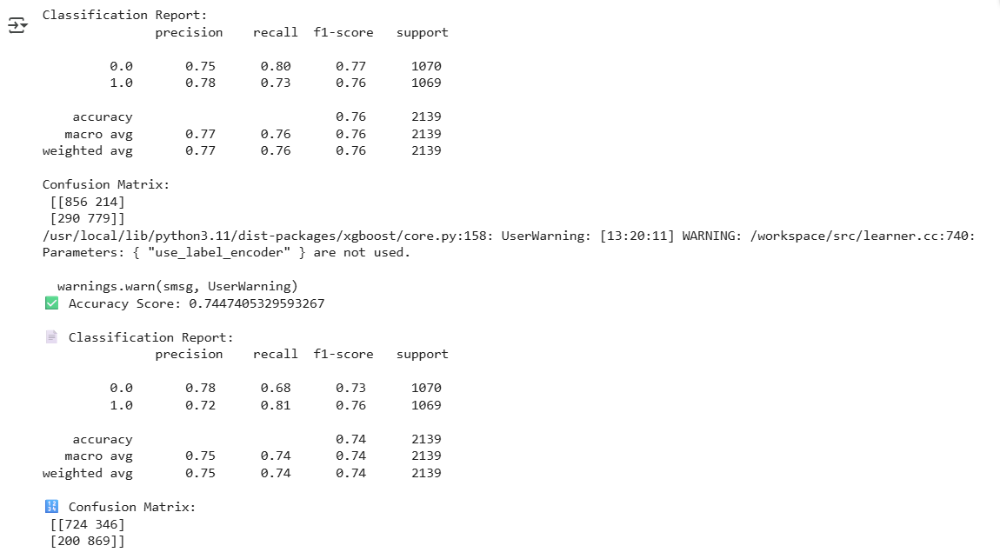 Classification Report:
              precision    recall  f1-score   support

         0.0       0.75      0.80      0.77      1070
         1.0       0.78      0.73      0.76      1069

    accuracy                           0.76      2139
   macro avg       0.77      0.76      0.76      2139
weighted avg       0.77      0.76      0.76      2139

Confusion Matrix:
 [[856 214]
 [290 779]]
/usr/local/lib/python3.11/dist-packages/xgboost/core.py:158: UserWarning: [13:20:11] WARNING: /workspace/src/learner.cc:740:
Parameters: { "use_label_encoder" } are not used.

  warnings.warn(smsg, UserWarning)
✅ Accuracy Score: 0.7447405329593267

📄 Classification Report:
              precision    recall  f1-score   support

         0.0       0.78      0.68      0.73      1070
         1.0       0.72      0.81      0.76      1069

    accuracy                           0.74      2139
   macro avg       0.75      0.74      0.74      2139
weighted avg       0.75      0.74      0.74      2139

🔢 Confusion Matrix:
 [[724 346]
 [200 869]]